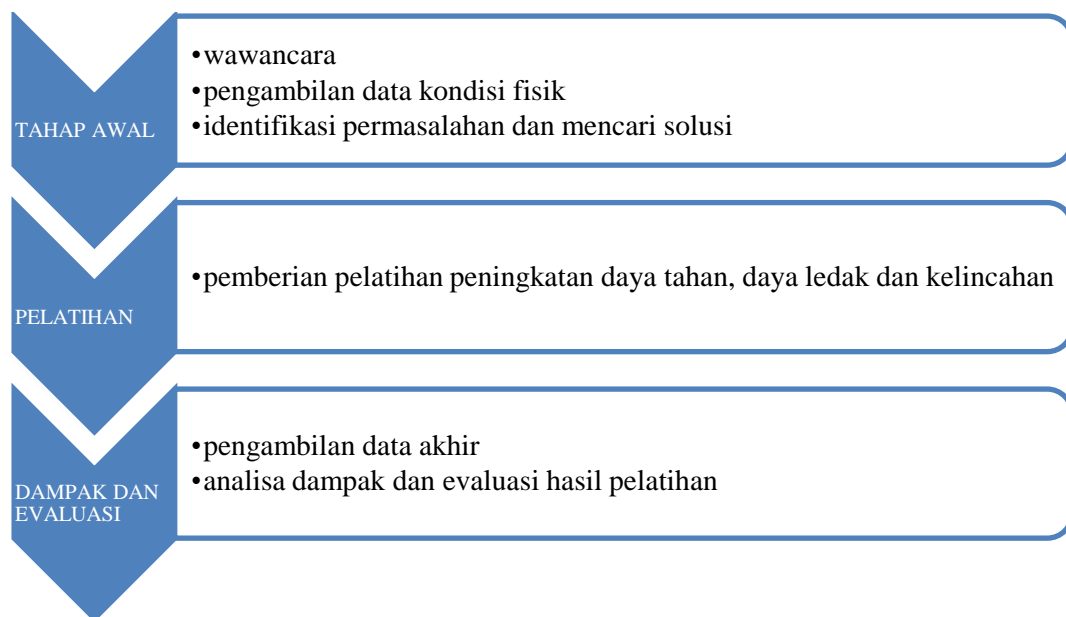 TAHAP AWAL
•wawancara
•pengambilan data kondisi fisik
•identifikasi permasalahan dan mencari solusi
PELATIHAN
•pemberian pelatihan peningkatan daya tahan, daya ledak dan kelincahan
DAMPAK DAN
EVALUASI
•pengambilan data akhir
•analisa dampak dan evaluasi hasil pelatihan